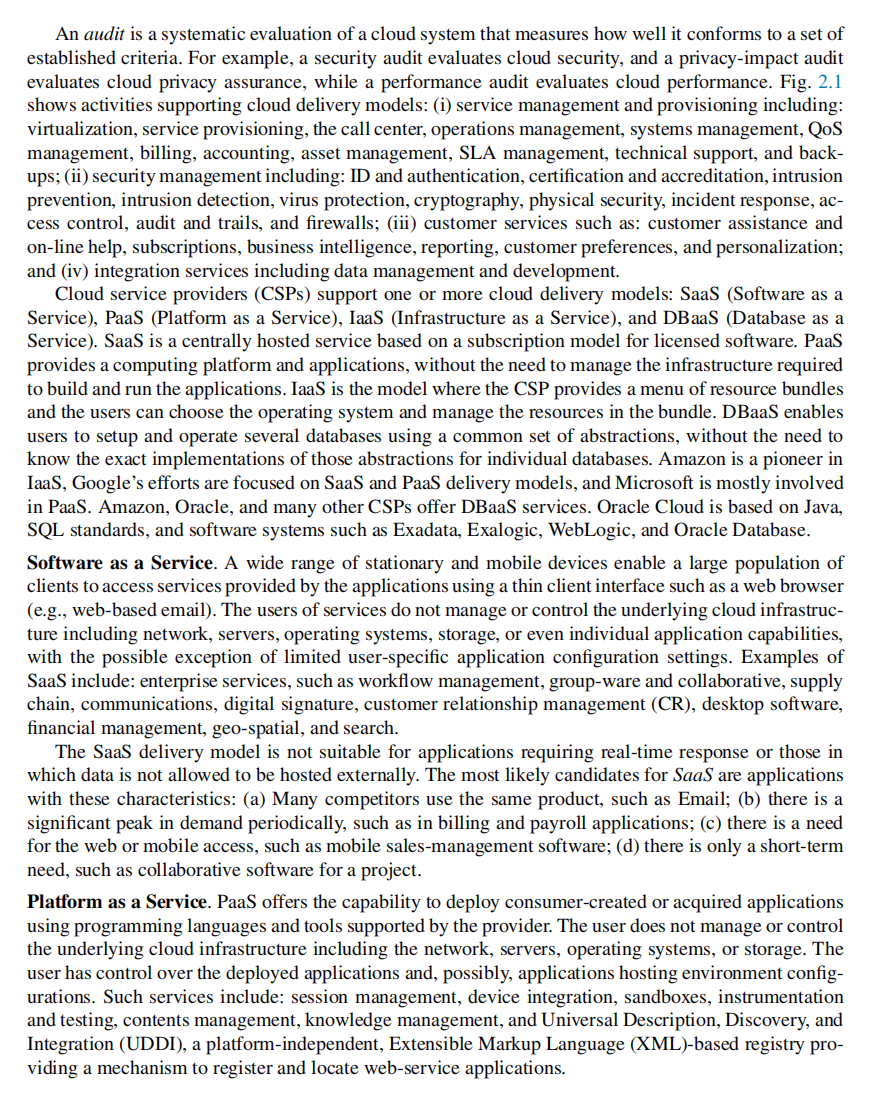 An audit is a systematic evaluation of a cloud system that measures how well it conforms to a set of
established criteria. For example, a security audit evaluates cloud security, and a privacy-impact audit
evaluates cloud privacy assurance, while a performance audit evaluates cloud performance. Fig. 2.1
shows activities supporting cloud delivery models: (i) service management and provisioning including:
virtualization, service provisioning, the call center, operations management, systems management, QoS
management, billing, accounting, asset management, SLA management, technical support, and back-
ups; (ii) security management including: ID and authentication, certification and accreditation, intrusion
prevention, intrusion detection, virus protection, cryptography, physical security, incident response, ac-
cess control, audit and trails, and firewalls; (iii) customer services such as: customer assistance and
on-line help, subscriptions, business intelligence, reporting, customer preferences, and personalization;
and (iv) integration services including data management and development.
Cloud service providers (CSPs) support one or more cloud delivery models: SaaS (Software as a
Service), PaaS (Platform as a Service), IaaS (Infrastructure as a Service), and DBaaS (Database as a
Service). SaaS is a centrally hosted service based on a subscription model for licensed software. PaaS
provides a computing platform and applications, without the need to manage the infrastructure required
to build and run the applications. IaaS is the model where the CSP provides a menu of resource bundles
and the users can choose the operating system and manage the resources in the bundle. DBaaS enables
users to setup and operate several databases using a common set of abstractions, without the need to
know the exact implementations of those abstractions for individual databases. Amazon is a pioneer in
IaaS, Google's efforts are focused on SaaS and PaaS delivery models, and Microsoft is mostly involved
in PaaS. Amazon, Oracle, and many other CSPs offer DBaaS services. Oracle Cloud is based on Java,
SQL standards, and software systems such as Exadata, Exalogic, WebLogic, and Oracle Database.
Software as a Service. A wide range of stationary and mobile devices enable a large population of
clients to access services provided by the applications using a thin client interface such as a web browser
(e.g., web-based email). The users of services do not manage or control the underlying cloud infrastruc-
ture including network, servers, operating systems, storage, or even individual application capabilities,
with the possible exception of limited user-specific application configuration settings. Examples of
SaaS include: enterprise services, such as workflow management, group-ware and collaborative, supply
chain, communications, digital signature, customer relationship management (CR), desktop software,
financial management, geo-spatial, and search.
The SaaS delivery model is not suitable for applications requiring real-time response or those in
which data is not allowed to be hosted externally. The most likely candidates for SaaS are applications
with these characteristics: (a) Many competitors use the same product, such as Email; (b) there is a
significant peak in demand periodically, such as in billing and payroll applications; (c) there is a need
for the web or mobile access, such as mobile sales-management software; (d) there is only a short-term
need, such as collaborative software for a project.
Platform as a Service. PaaS offers the capability to deploy consumer-created or acquired applications
using programming languages and tools supported by the provider. The user does not manage or control
the underlying cloud infrastructure including the network, servers, operating systems, or storage. The
user has control over the deployed applications and, possibly, applications hosting environment config-
urations. Such services include: session management, device integration, sandboxes, instrumentation
and testing, contents management, knowledge management, and Universal Description, Discovery, and
Integration (UDDI), a platform-independent, Extensible Markup Language (XML)-based registry pro-
viding a mechanism to register and locate web-service applications.